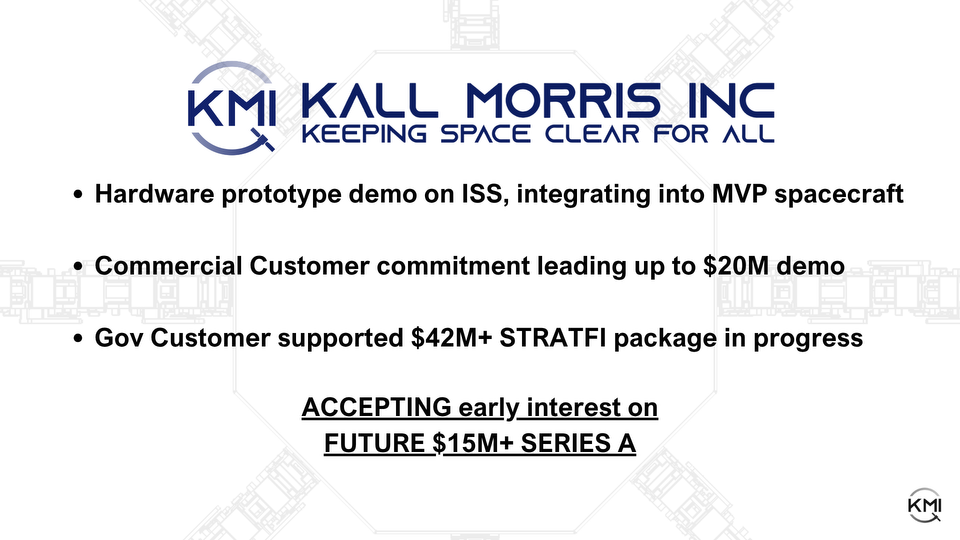 KMI KALL MORRIS INC
KEEPING SPACE CLEAR FOR ALL
• Hardware prototype demo on ISS, integrating into MVP spacecraft
• Commercial Customer commitment leading up to $20M demo
• Gov Customer supported $42M+ STRATFI package in progress
ACCEPTING early interest on
FUTURE $15M+ SERIES A
KMI